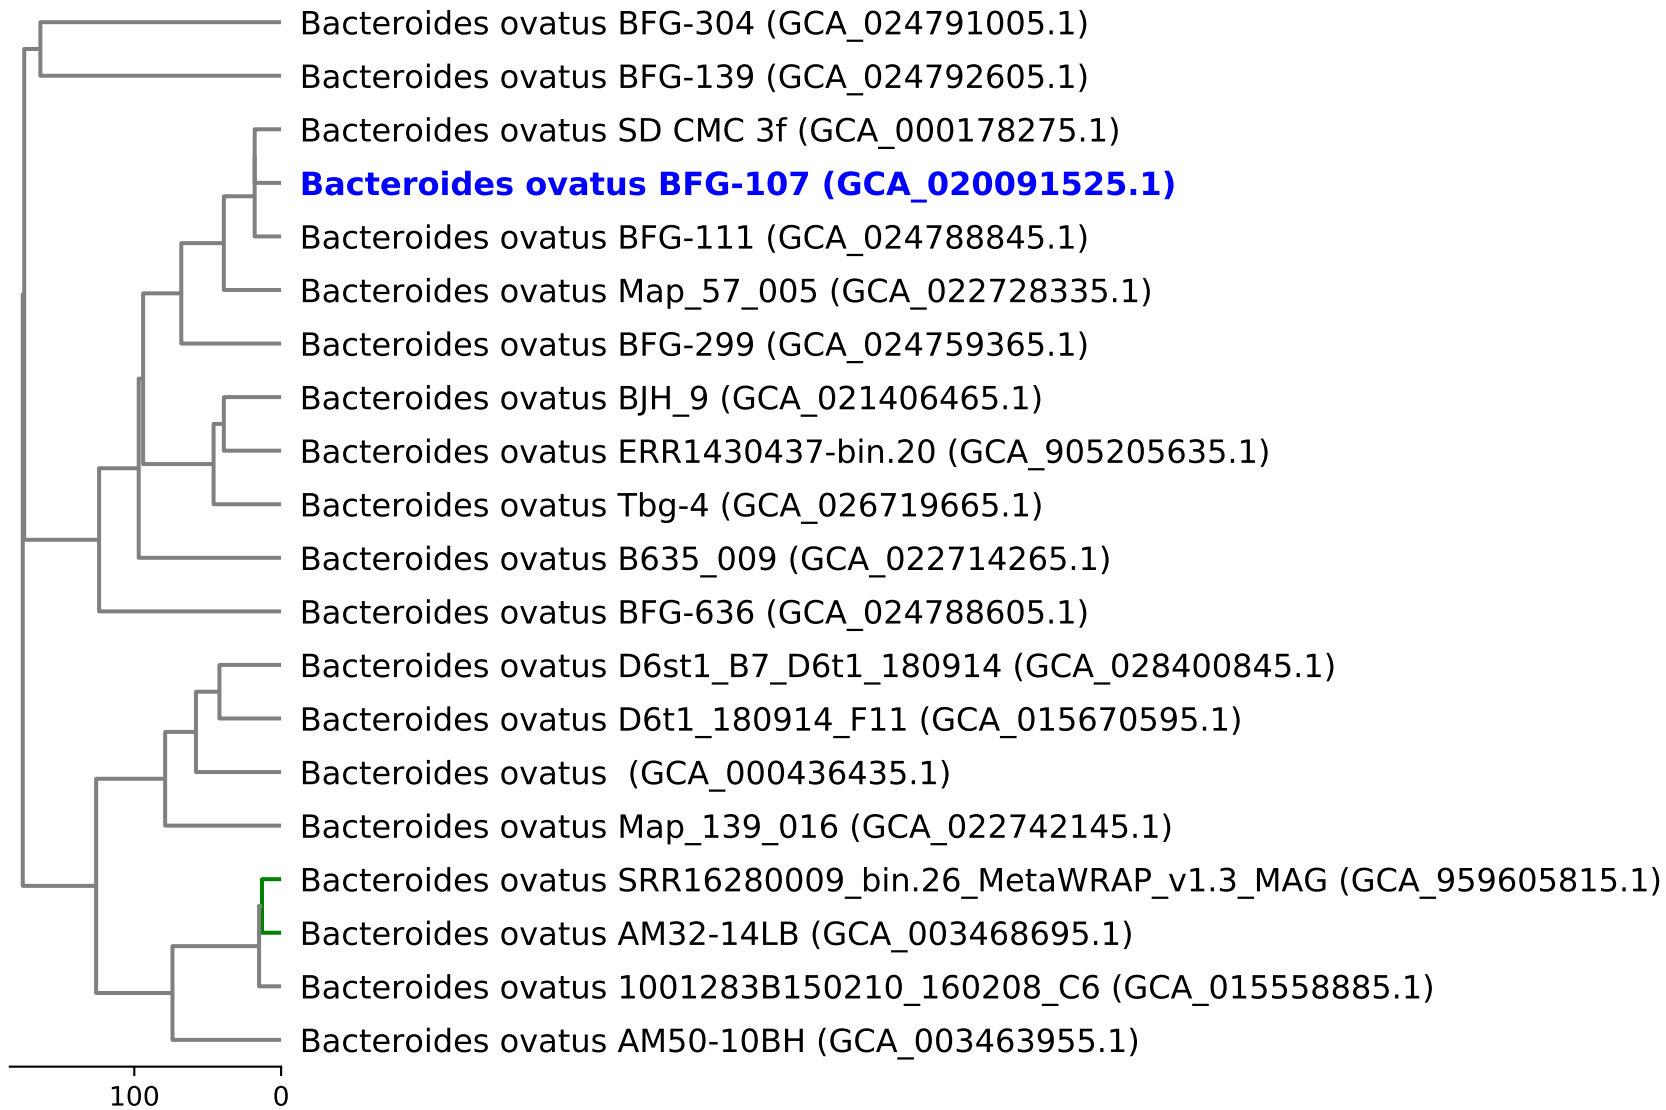 Bacteroides ovatus BFG-304 (GCA_024791005.1)
Bacteroides ovatus BFG-139 (GCA_024792605.1)
Bacteroides ovatus SD CMC 3f (GCA_000178275.1)
Bacteroides ovatus BFG-107 (GCA_020091525.1)
Bacteroides ovatus BFG-111 (GCA_024788845.1)
Bacteroides ovatus Map_57_005 (GCA_022728335.1)
Bacteroides ovatus BFG-299 (GCA_024759365.1)
Bacteroides ovatus BJH_9 (GCA_021406465.1)
Bacteroides ovatus ERR1430437-bin.20 (GCA_905205635.1)
Bacteroides ovatus Tbg-4 (GCA_026719665.1)
Bacteroides ovatus B635_009 (GCA_022714265.1)
Bacteroides ovatus BFG-636 (GCA_024788605.1)
Bacteroides ovatus D6st1_B7_D6t1_180914 (GCA_028400845.1)
Bacteroides ovatus D6t1_180914_F11 (GCA_015670595.1)
Bacteroides ovatus  (GCA_000436435.1)
Bacteroides ovatus Map_139_016 (GCA_022742145.1)
Bacteroides ovatus SRR16280009_bin.26_MetaWRAP_v1.3_MAG (GCA_959605815.1)
Bacteroides ovatus AM32-14LB (GCA_003468695.1)
Bacteroides ovatus 1001283B150210_160208_C6 (GCA_015558885.1)
Bacteroides ovatus AM50-10BH (GCA_003463955.1)
100 0